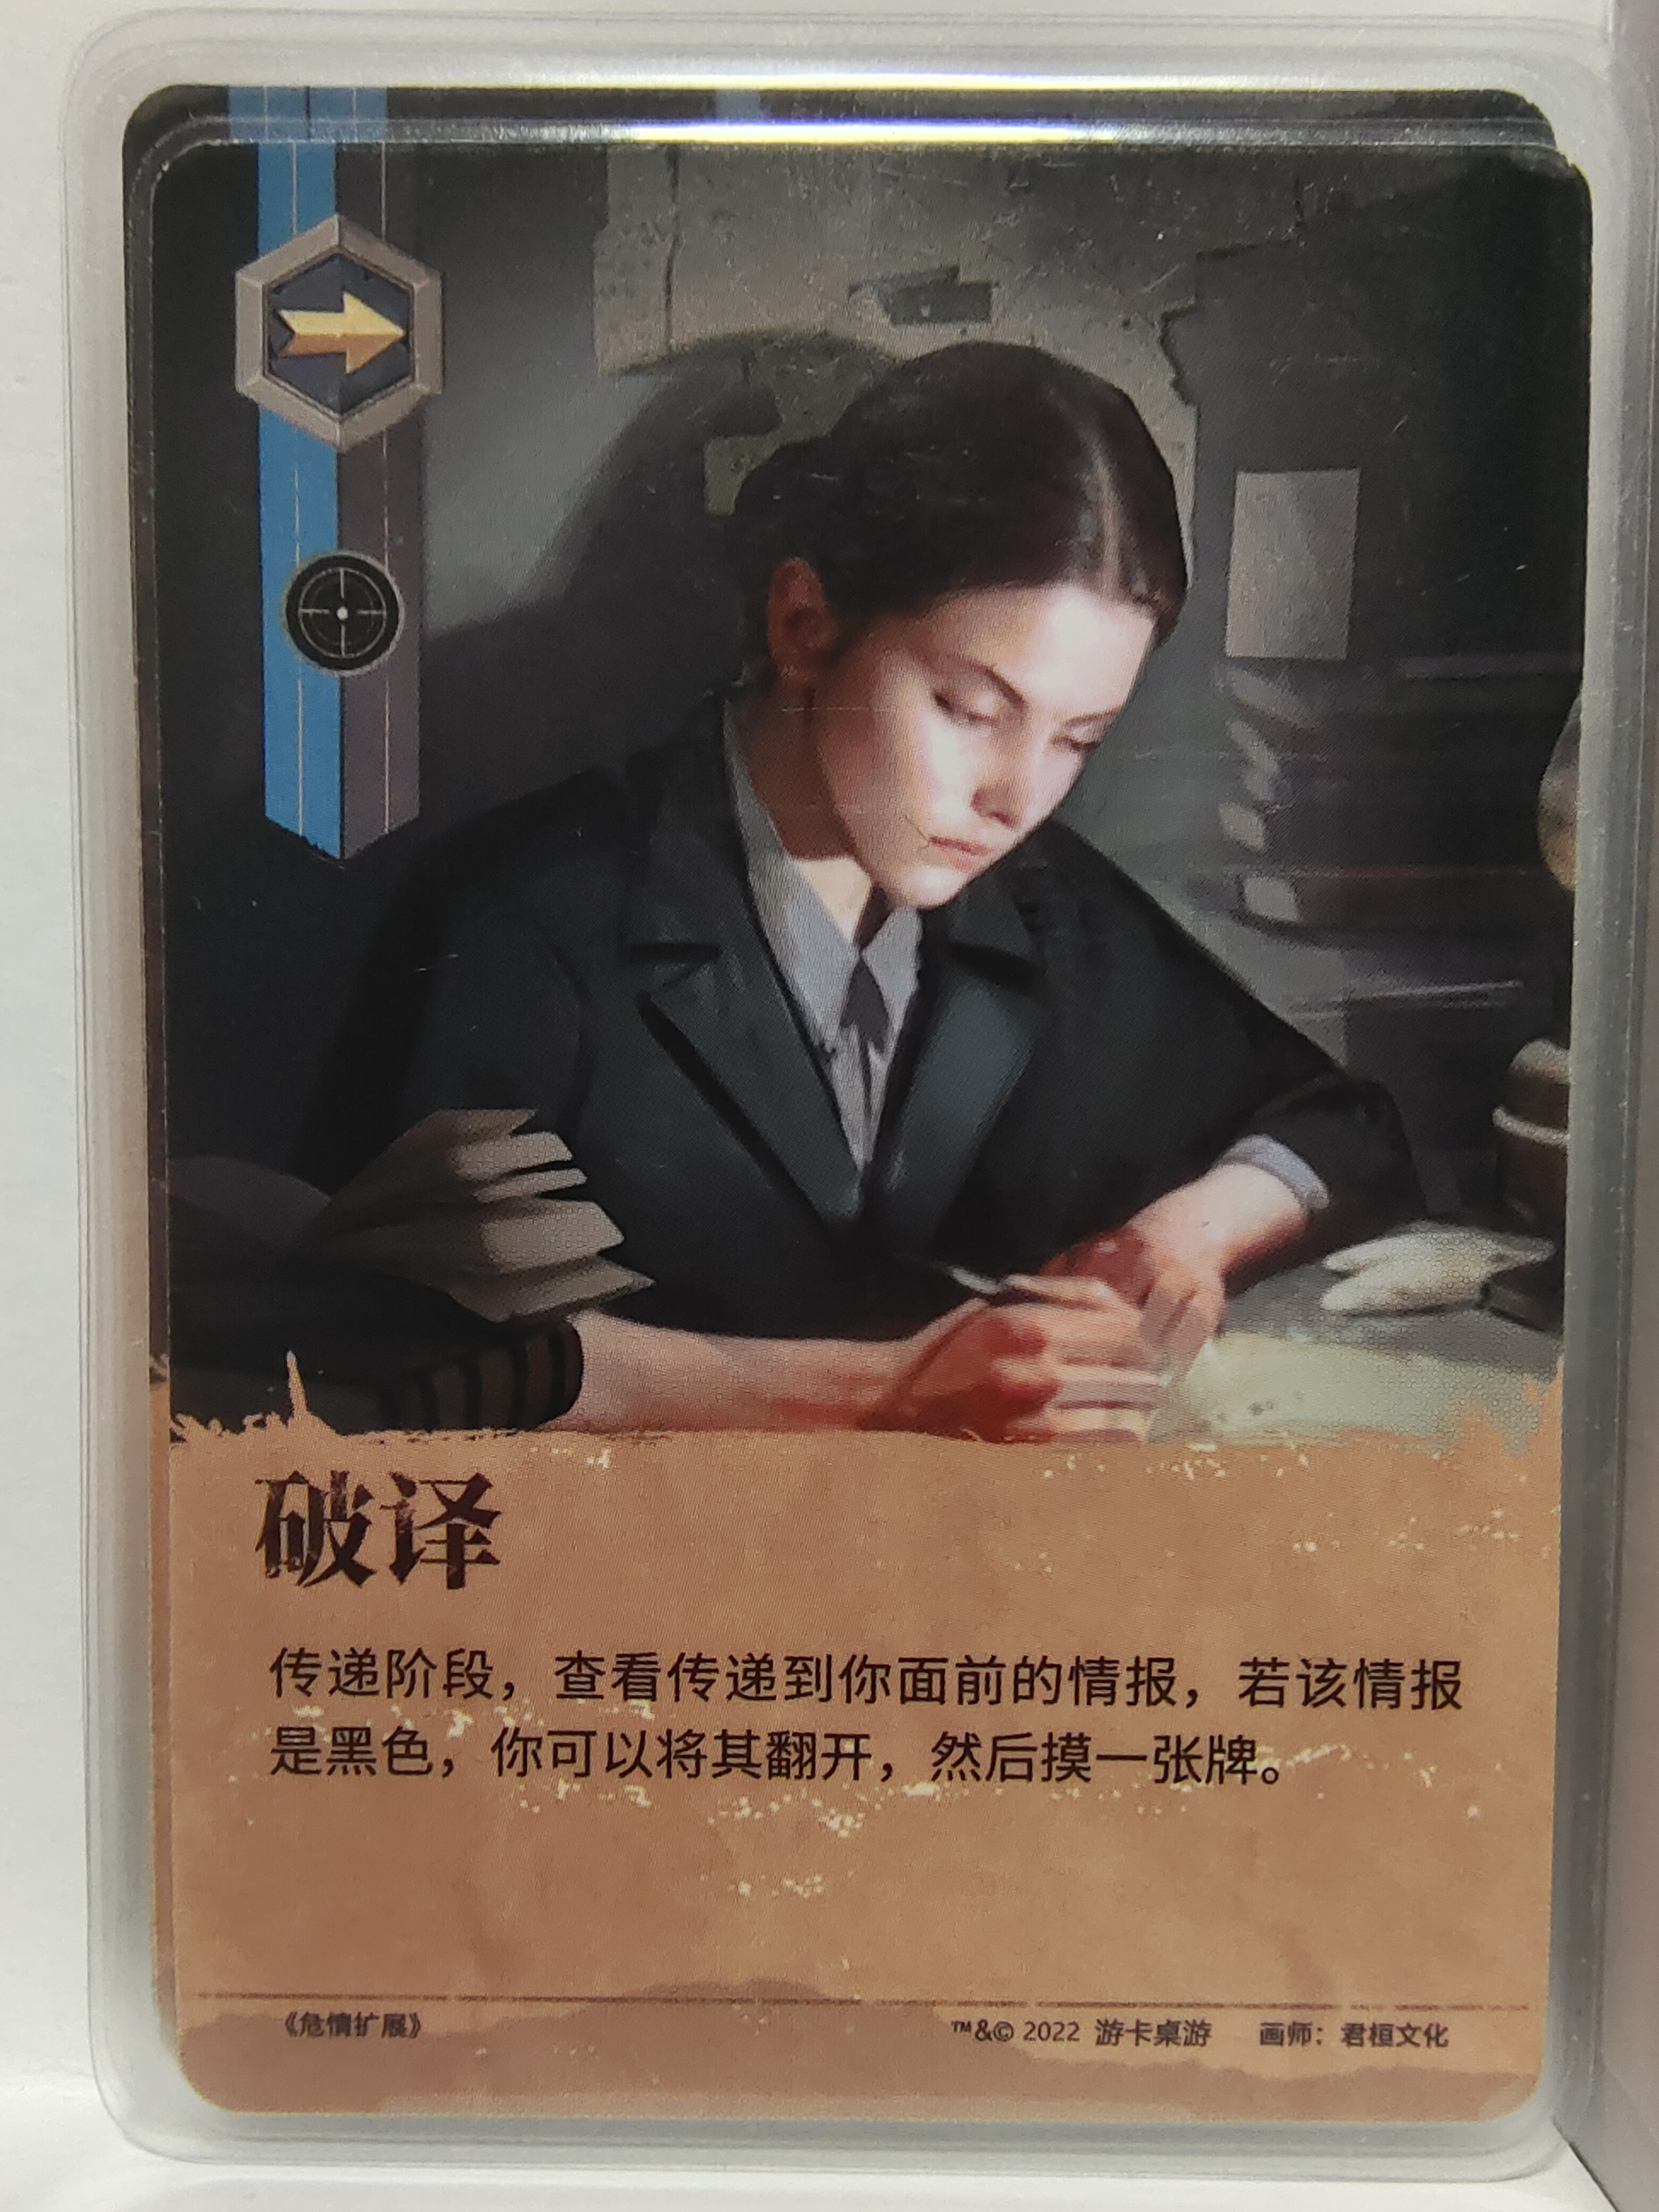 破译
传递阶段，查看传递到你面前的情报，若该情报
是黑色，你可以将其翻开，然后摸一张牌。
《危情扩展》
™&© 2022 游卡桌游 画师：君桓文化